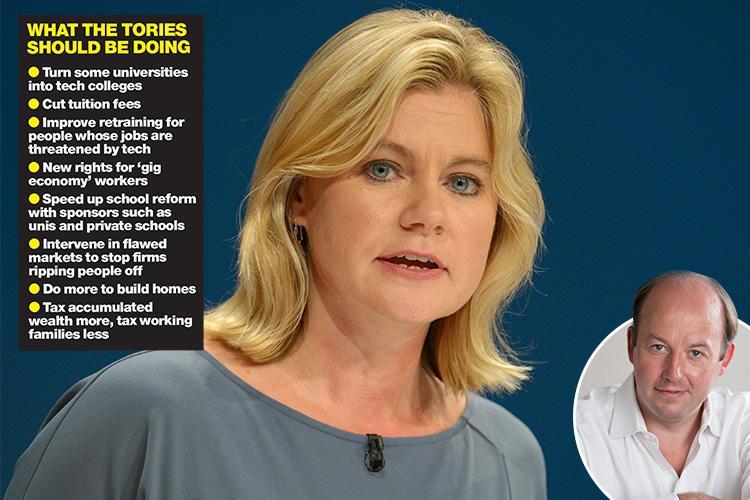 WHAT THE TORIES
SHOULD BE DOING
Turn some universities
into tech colleges
Cut tuition fees
Improve retraining for
people whose jobs are
threatened by tech
New rights for ‘gig
economy’ workers
Speed up school reform
with sponsors such as
unis and private schools
Intervene in flawed
markets to stop firms
ripping people off
Do more to build homes
Tax accumulated
wealth more, tax working
families less